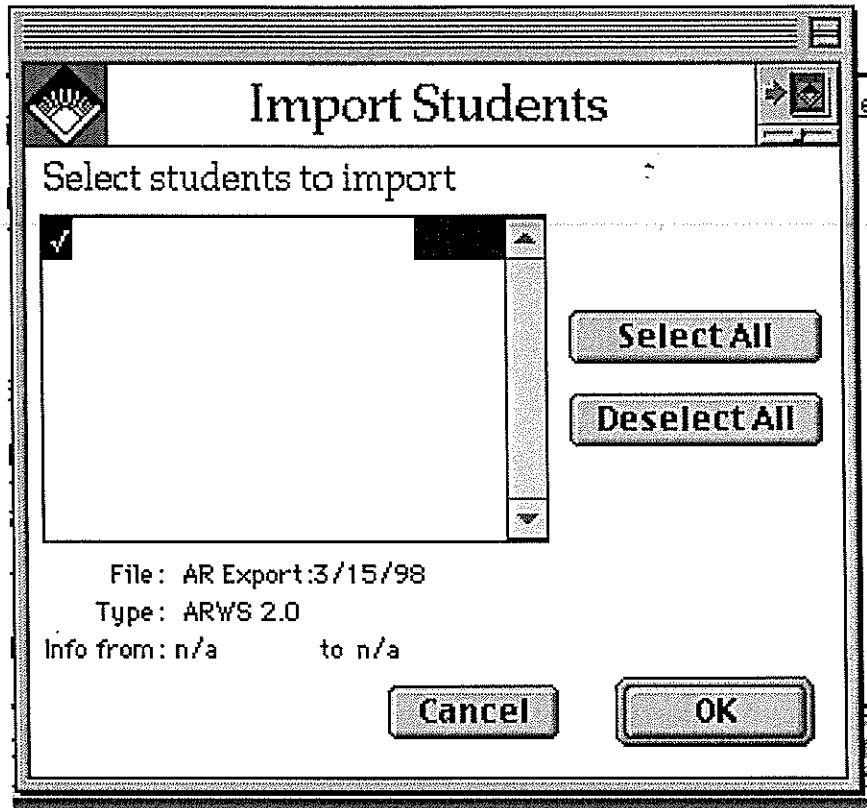 Import Students
Select students to import
✓
Select All
Deselect All
File: AR Export:3/15/98
Type: ARWS 2.0
Info from: n/a to n/a
Cancel
OK